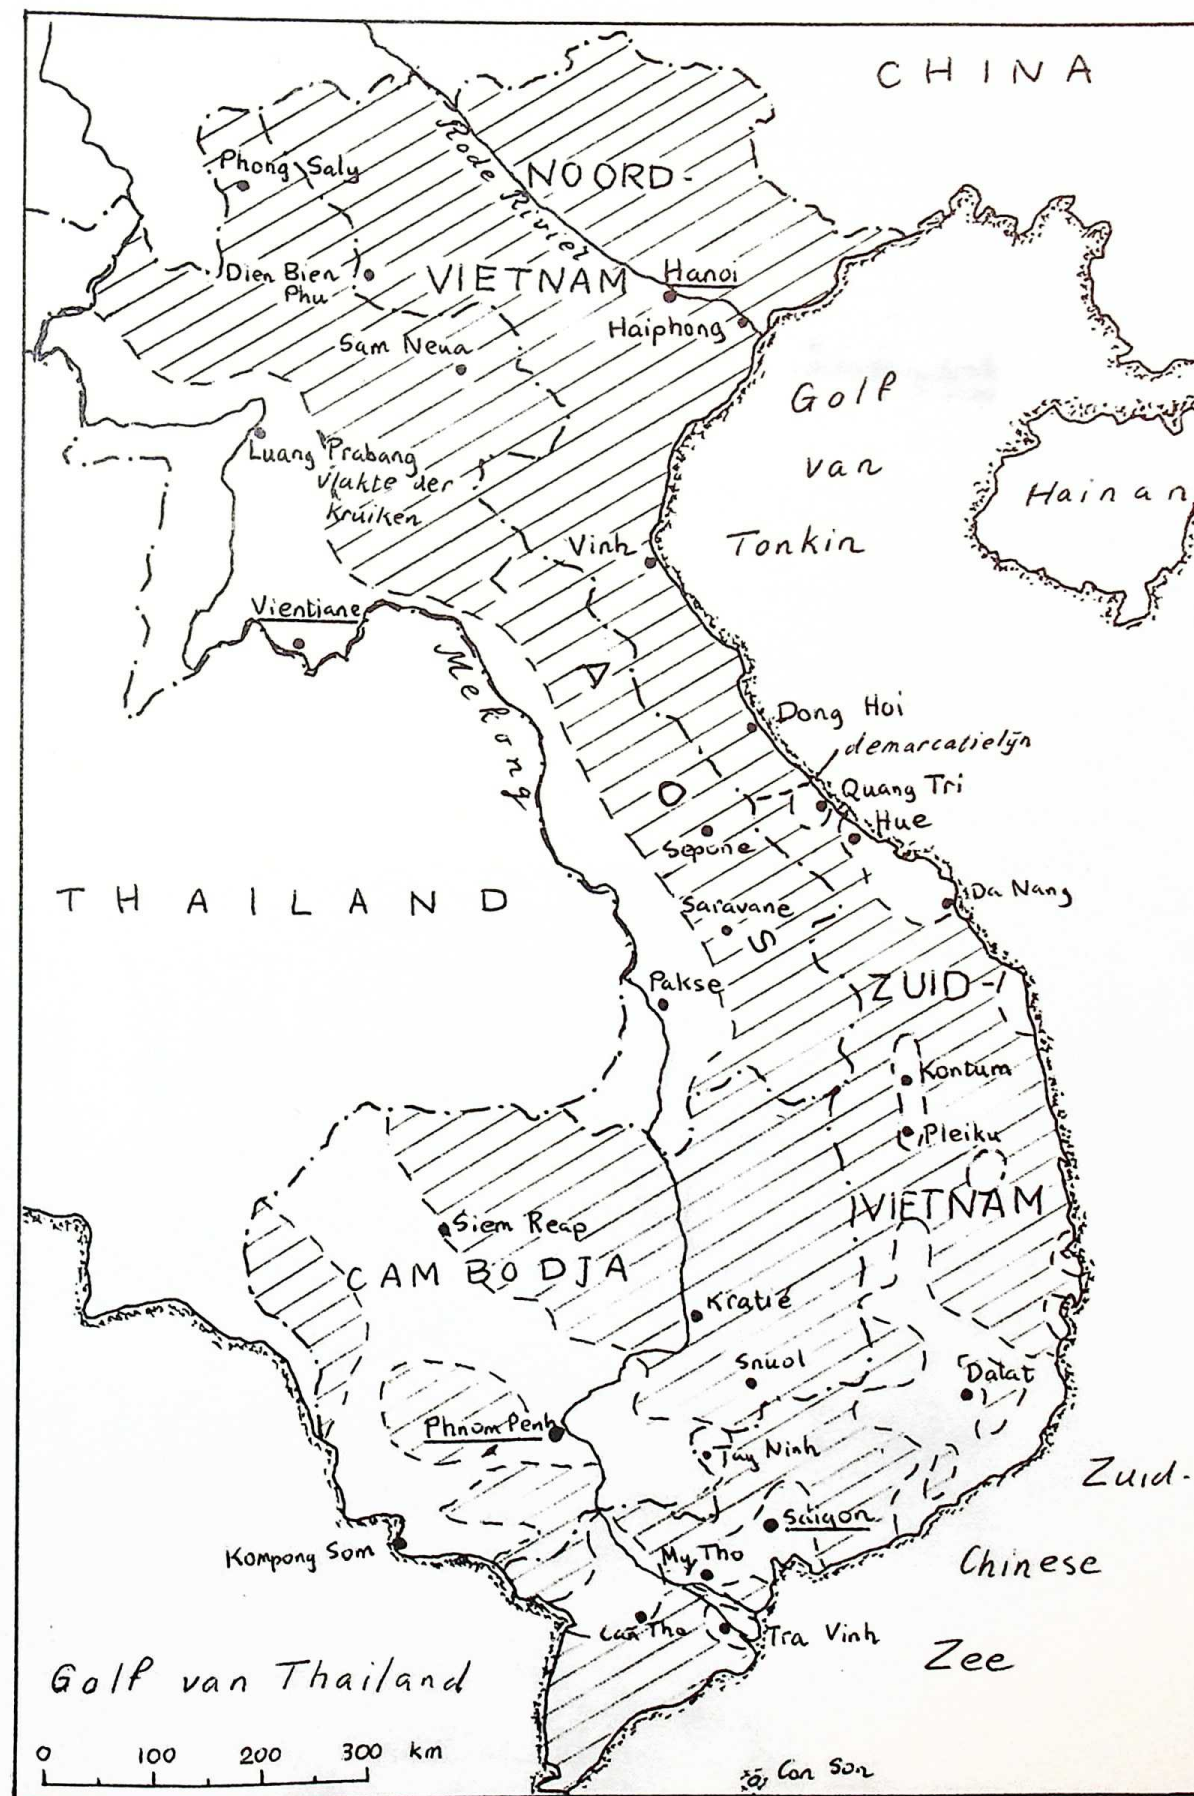 CHINA
Rode Rivier
Phong Saly
NOORD-
VIETNAM
Dien Bien
Phu
Hanoi
Haiphong
Sam Neua
Golf
van
Tonkin
Hainan
Luang Prabang
vlakte der
Kruiken
Vinh
Vientiane
Mekong
LAOS
Dong Hoi
demarcatielijn
Quang Tri
Hue
Sepone
THAILAND
Saravane
Da Nang
Pakse
ZUID-
Kontum
Pleiku
VIETNAM
Siem Reap
CAMBODJA
Kratie
Snuol
Dalat
Phnom Penh
Tay Ninh
Zuid-
Saigon
Kompong Som
My Tho
Chinese
Can Tho
Tra Vinh
Zee
Golf van Thailand
0 100 200 300 km
Con Son